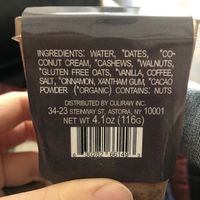 INGREDIENTS: WATER, *DATES, *CO-
CONUT CREAM, *CASHEWS, *WALNUTS,
*GLUTEN FREE OATS, *VANILLA, COFFEE,
SALT, *CINNAMON, XANTHAM GUM, *CACAO
POWDER *(ORGANIC) CONTAINS: NUTS
DISTRIBUTED BY CULIRAW INC.
34-23 STEINWAY ST, ASTORIA, NY 10001
NET WT 4.1oz (116G)